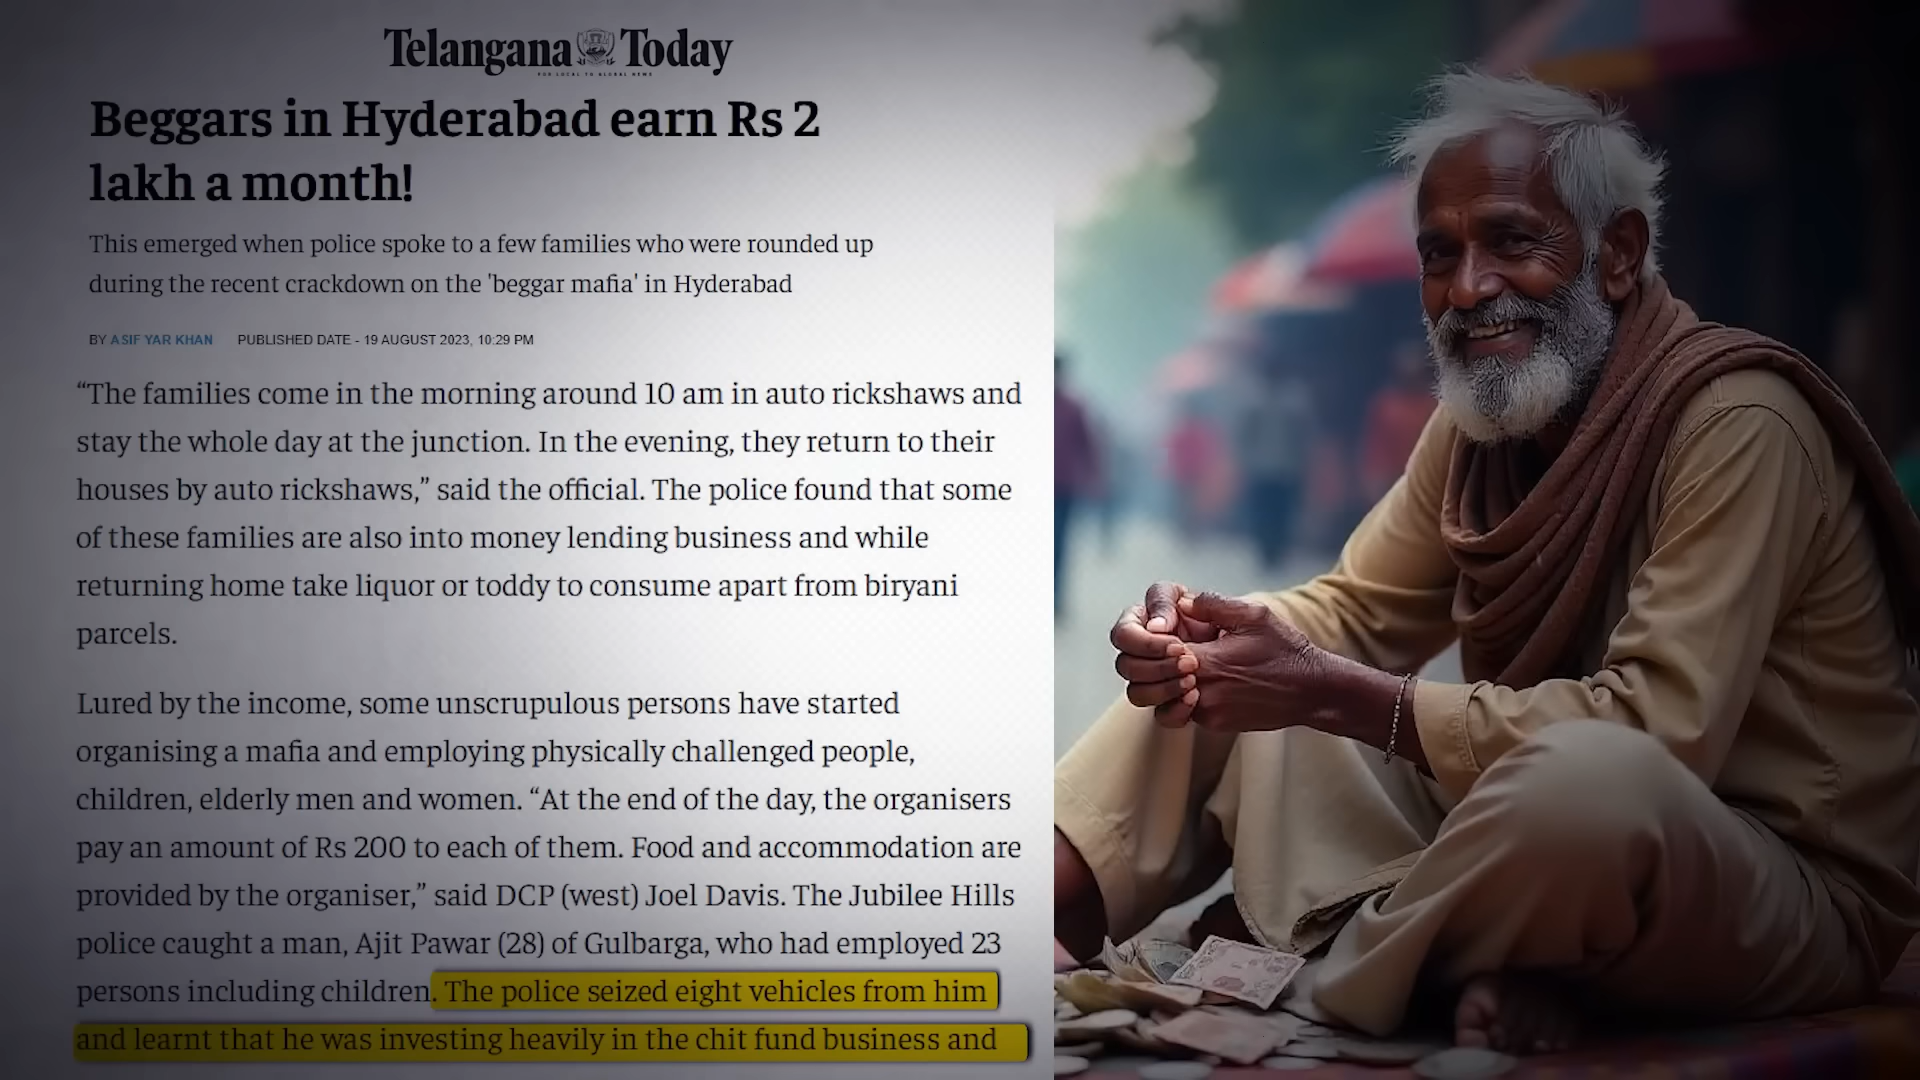 Telangana Today
FOR LOCAL TO GLOBAL NEWS
Beggars in Hyderabad earn Rs 2
lakh a month!
This emerged when police spoke to a few families who were rounded up
during the recent crackdown on the 'beggar mafia' in Hyderabad
BY ASIF YAR KHAN PUBLISHED DATE - 19 AUGUST 2023, 10:29 PM
“The families come in the morning around 10 am in auto rickshaws and
stay the whole day at the junction. In the evening, they return to their
houses by auto rickshaws,” said the official. The police found that some
of these families are also into money lending business and while
returning home take liquor or toddy to consume apart from biryani
parcels.
Lured by the income, some unscrupulous persons have started
organising a mafia and employing physically challenged people,
children, elderly men and women. “At the end of the day, the organisers
pay an amount of Rs 200 to each of them. Food and accommodation are
provided by the organiser,” said DCP (west) Joel Davis. The Jubilee Hills
police caught a man, Ajit Pawar (28) of Gulbarga, who had employed 23
persons including children. The police seized eight vehicles from him
and learnt that he was investing heavily in the chit fund business and